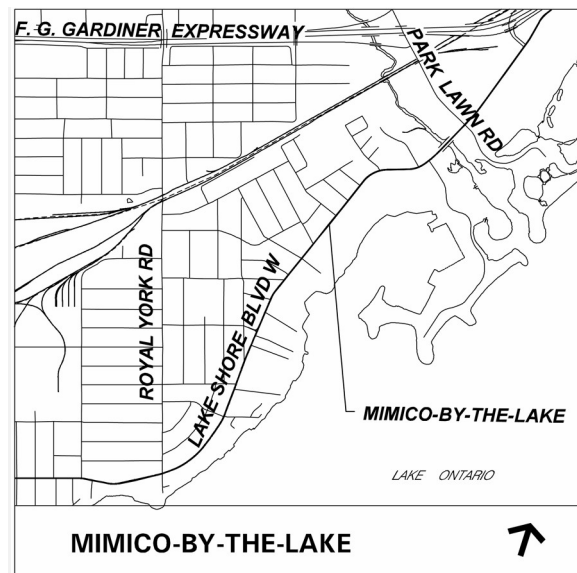 F. G. GARDINER EXPRESSWAY
PARK LAWN RD
ROYAL YORK RD
LAKE SHORE BLVD W
MIMICO-BY-THE-LAKE
LAKE ONTARIO
MIMICO-BY-THE-LAKE